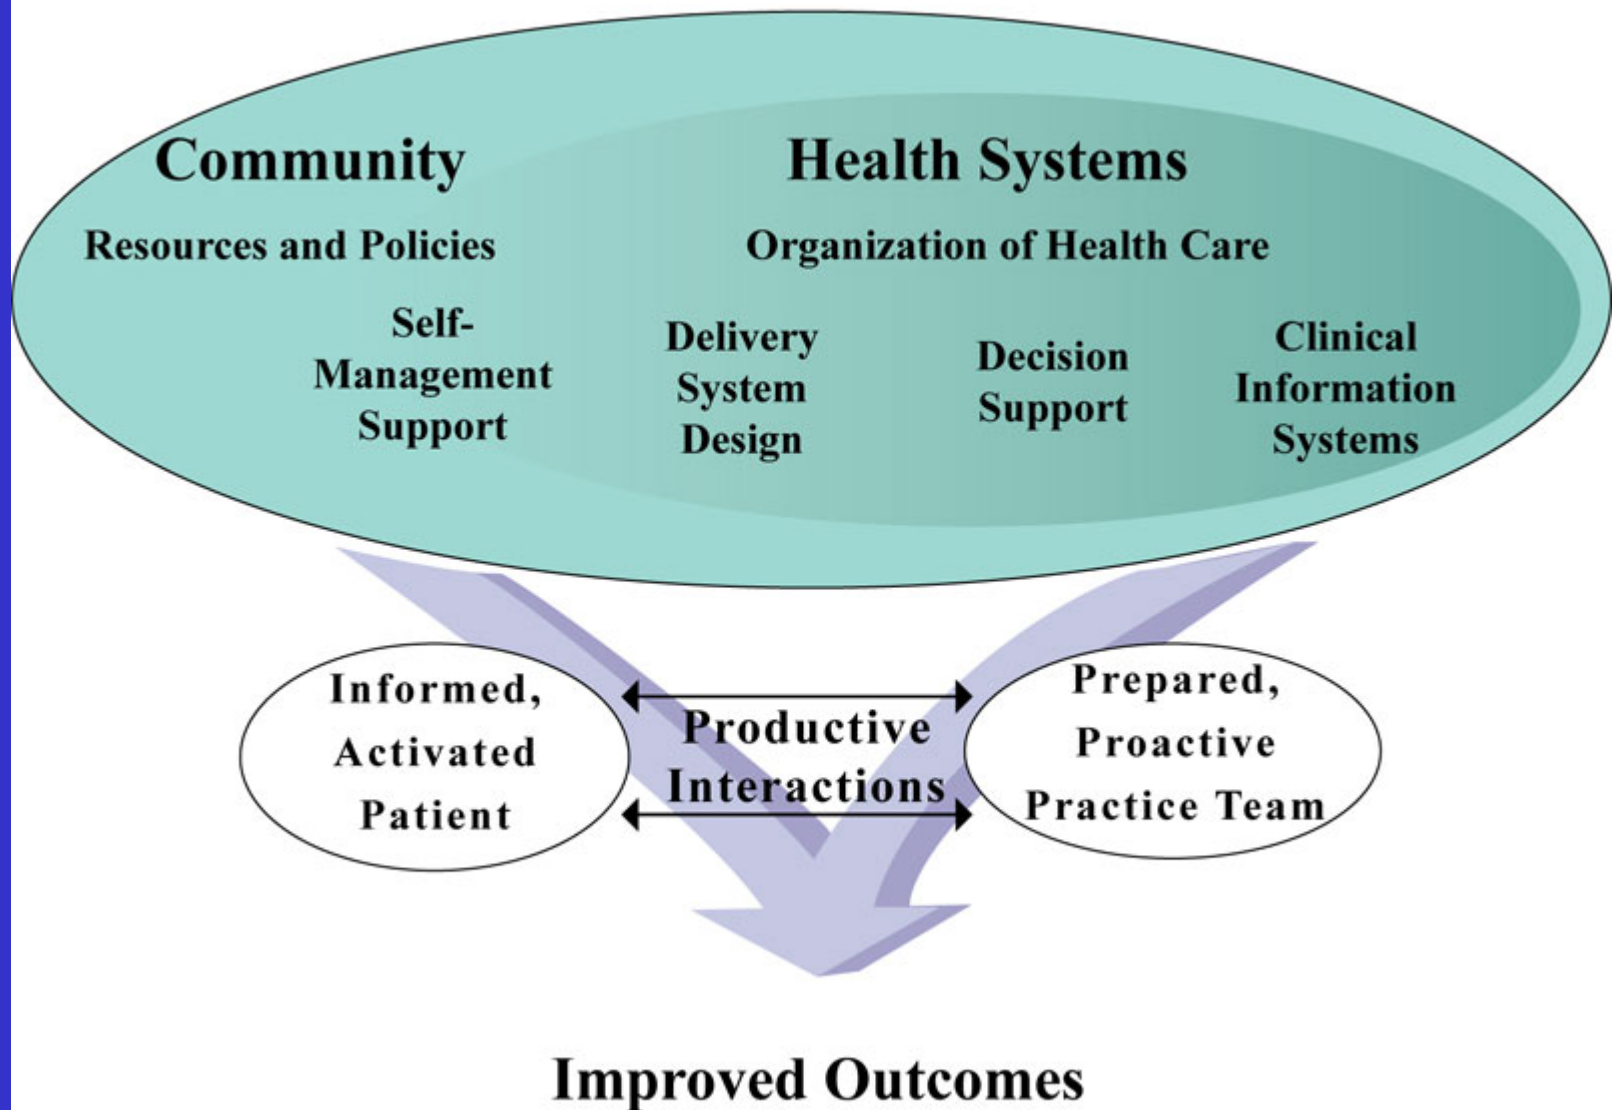 Community
Health Systems
Resources and Policies
Organization of Health Care
Self-
Management
Support
Delivery
System
Design
Decision
Support
Clinical
Information
Systems
Informed,
Activated
Patient
Productive
Interactions
Prepared,
Proactive
Practice Team
Improved Outcomes